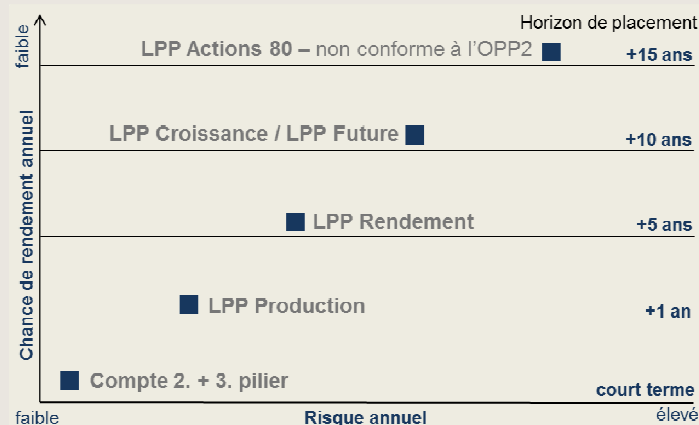 Horizon de placement
faible
LPP Actions 80 – non conforme à l'OPP2
+15 ans
LPP Croissance / LPP Future
+10 ans
Chance de rendement annuel
LPP Rendement
+5 ans
LPP Production
+1 an
Compte 2. + 3. pilier
court terme
faible
Risque annuel
élevé